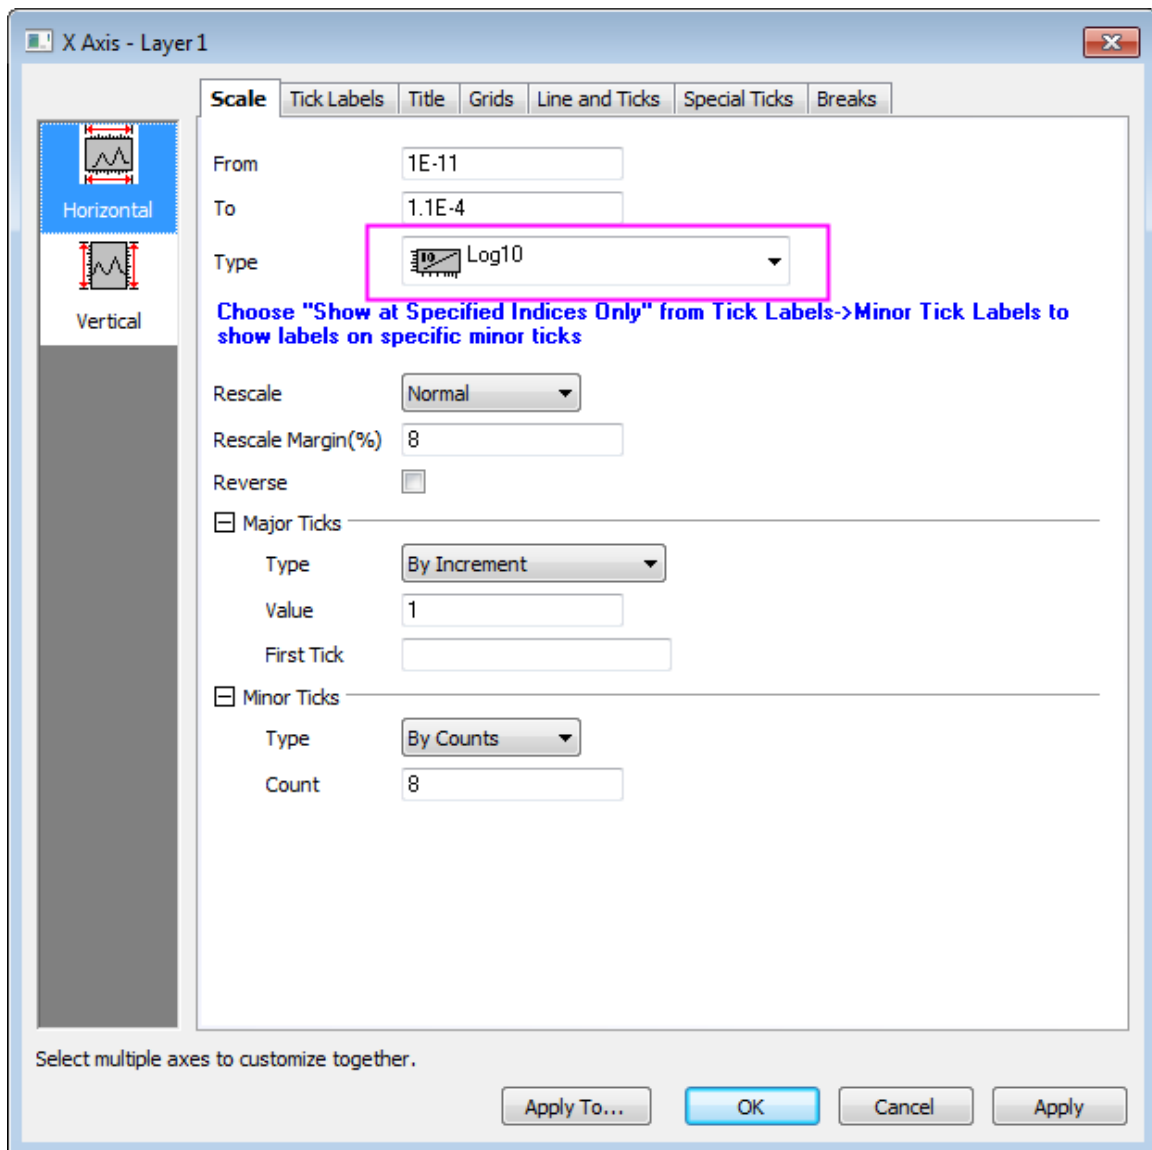 X Axis - Layer 1
Scale Tick Labels Title Grids Line and Ticks Special Ticks Breaks
Horizontal
Vertical
From 1E-11
To 1.1E-4
Type 10 Log10
Choose "Show at Specified Indices Only" from Tick Labels->Minor Tick Labels to
show labels on specific minor ticks
Rescale Normal
Rescale Margin(%) 8
Reverse
Major Ticks
Type By Increment
Value 1
First Tick
Minor Ticks
Type By Counts
Count 8
Select multiple axes to customize together.
Apply To... OK Cancel Apply